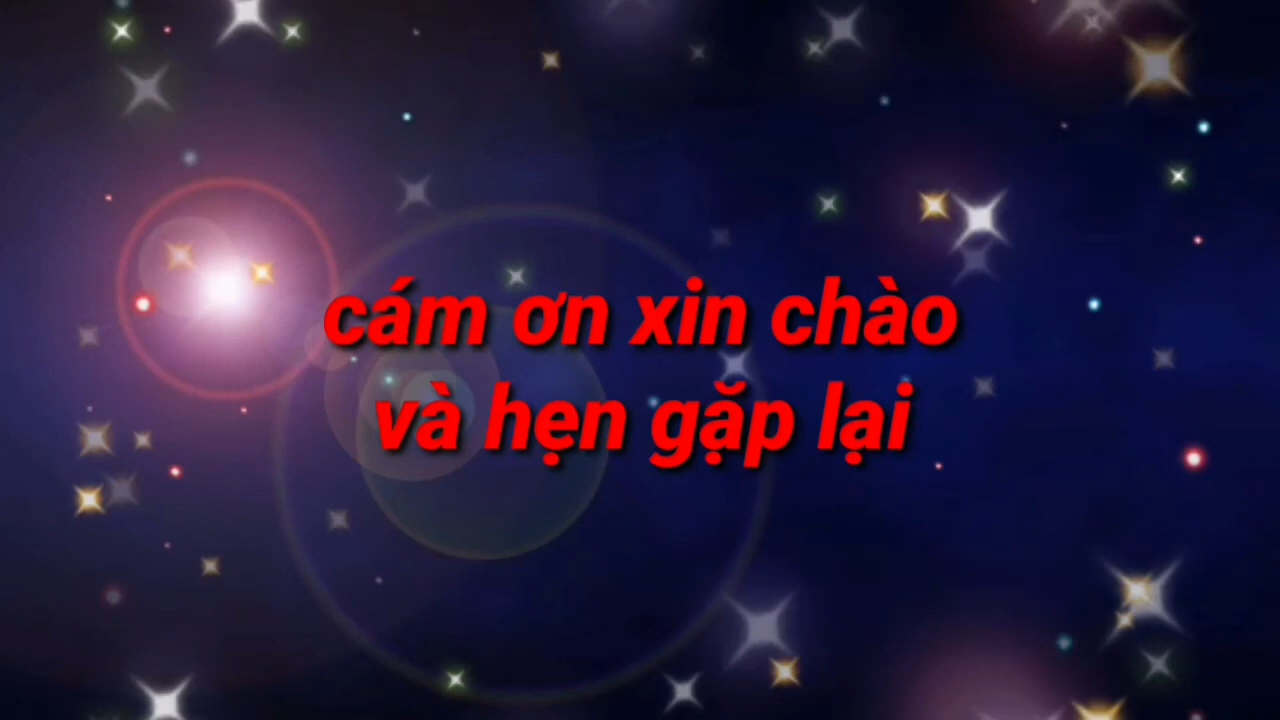 cám ơn xin chào
và hẹn gặp lại